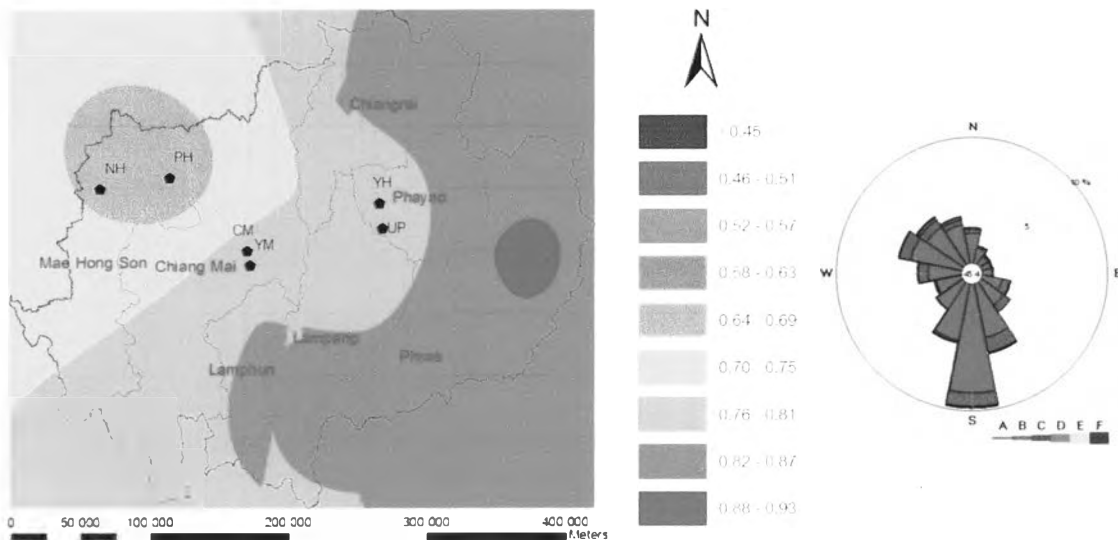 Chiangrai
NH
PH
YH
Phayao
UP
CM
YM
Mae Hong Son
Chiang Mai
Lampang
Lamphun
Phrae
0
50 000
100 000
200 000
300 000
400 000
Meters
N
0.45
0.46 - 0.51
0.52 - 0.57
0.58 - 0.63
0.64 - 0.69
0.70 - 0.75
0.76 - 0.81
0.82 - 0.87
0.88 - 0.93
N
W
E
S
A B C D E F